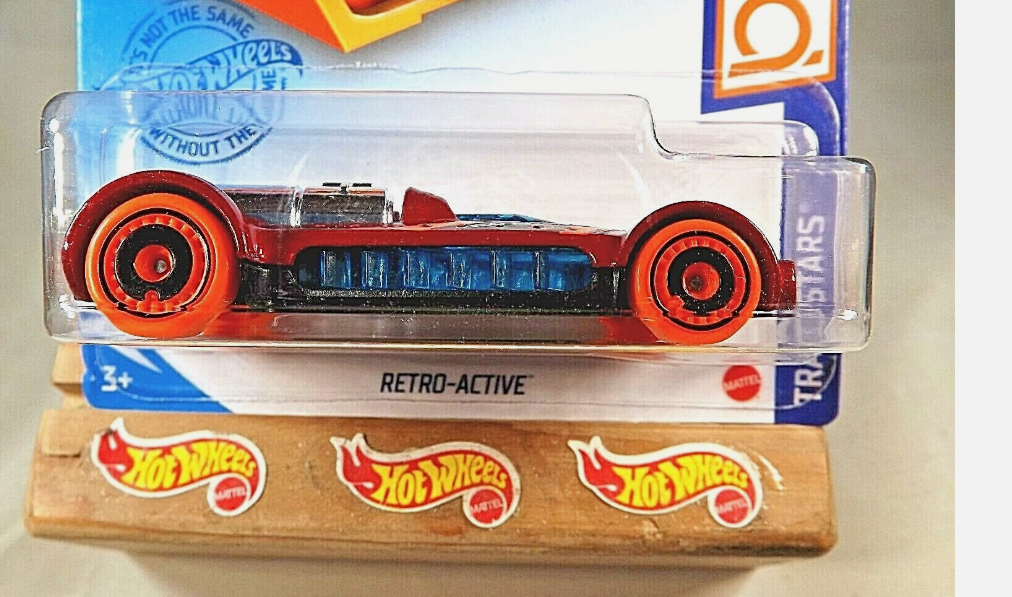 IT'S NOT THE SAME
HOT WHEELS
WITHOUT THE
STARS
3+
RETRO-ACTIVE™
MATTEL
HOT WHEELS
MATTEL
HOT WHEELS
MATTEL
HOT WHEELS
MATTEL